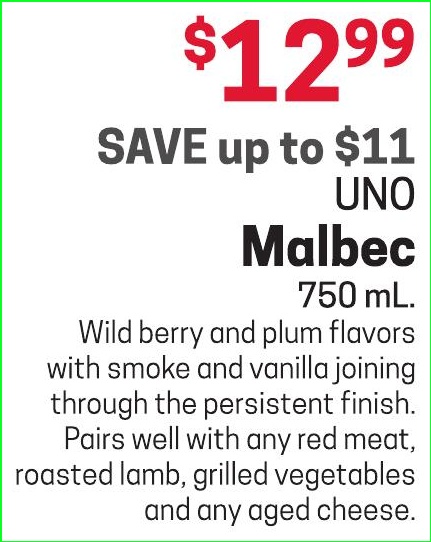 $12.99
SAVE up to $11
UNO
Malbec
750 mL.
Wild berry and plum flavors
with smoke and vanilla joining
through the persistent finish.
Pairs well with any red meat,
roasted lamb, grilled vegetables
and any aged cheese.